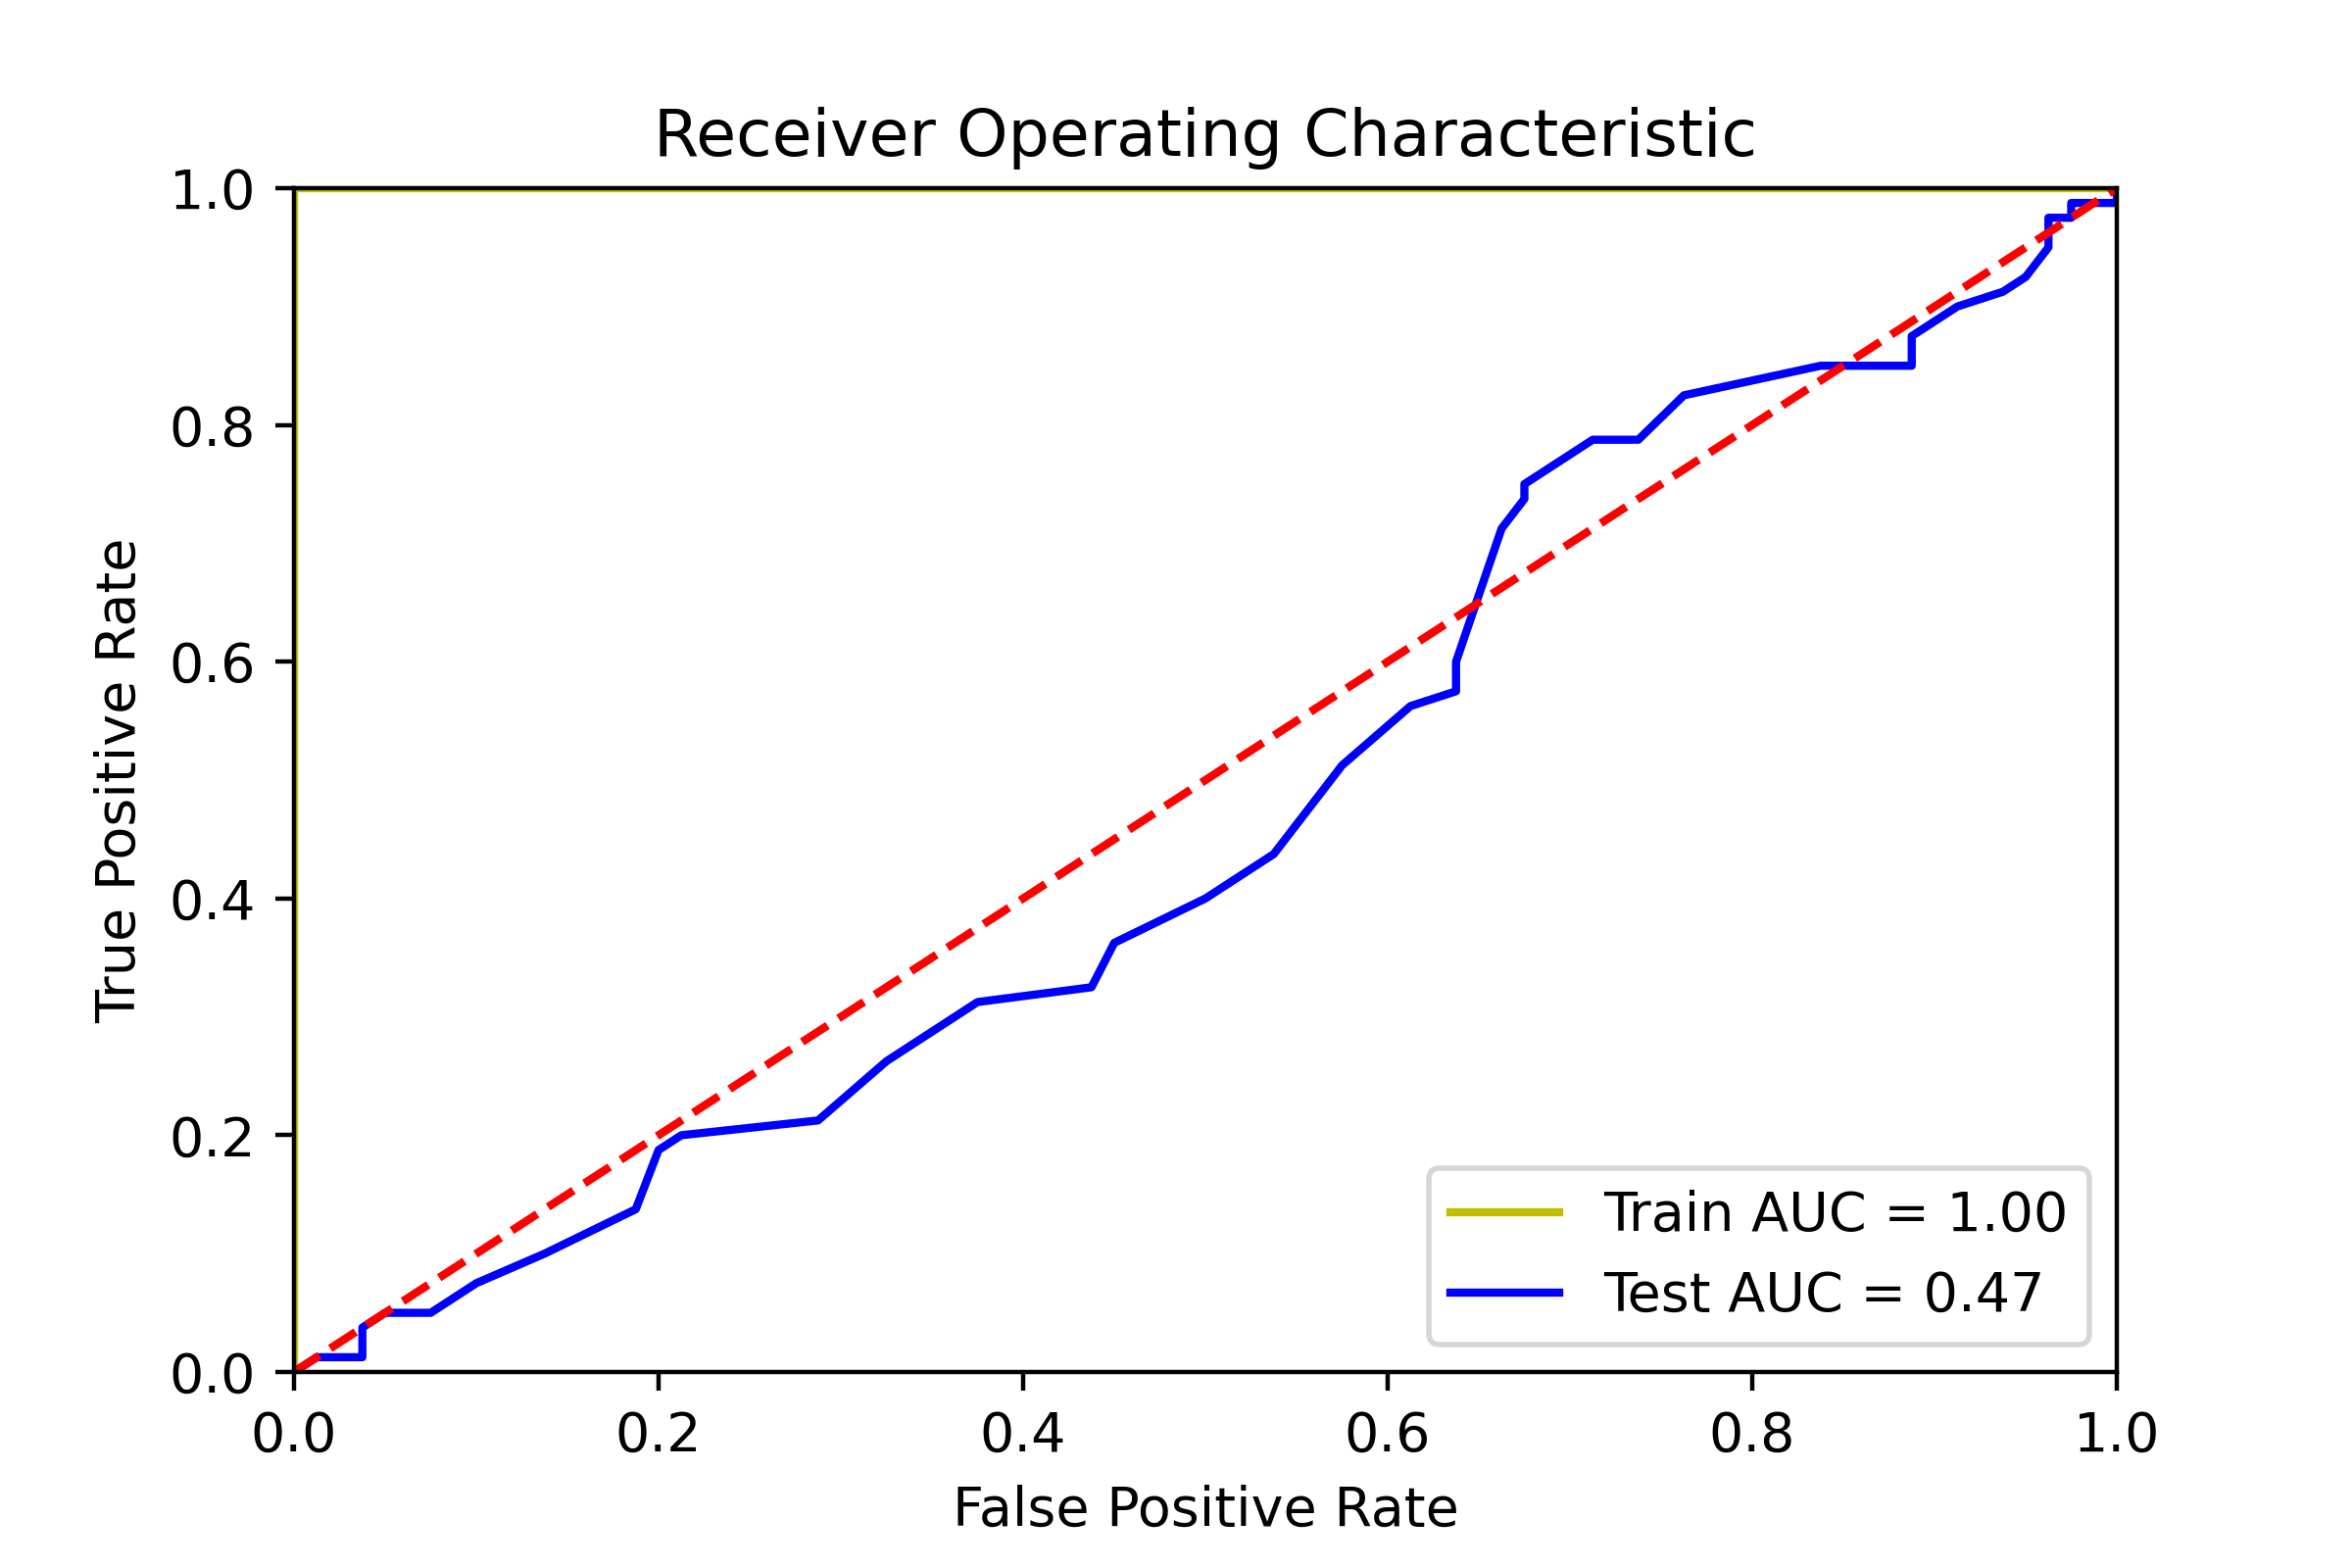 Receiver Operating Characteristic
1.0
0.8
0.6
0.4
0.2
0.0
True Positive Rate
Train AUC = 1.00
Test AUC = 0.47
0.0 0.2 0.4 0.6 0.8 1.0
False Positive Rate